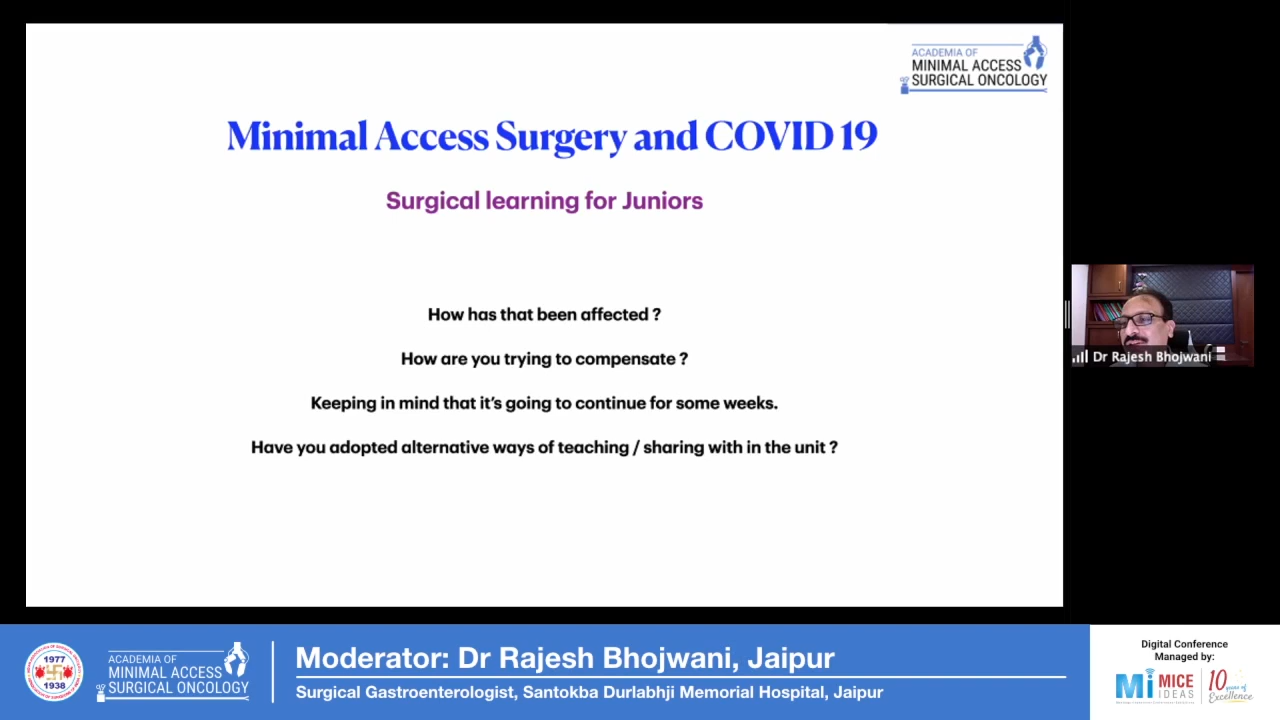 ACADEMIA OF
MINIMAL ACCESS
SURGICAL ONCOLOGY
Minimal Access Surgery and COVID 19
Surgical learning for Juniors
How has that been affected ?
How are you trying to compensate ?
Keeping in mind that it's going to continue for some weeks.
Have you adopted alternative ways of teaching / sharing with in the unit ?
Dr Rajesh Bhojwani
1977
1938
ACADEMIA OF
MINIMAL ACCESS
SURGICAL ONCOLOGY
Moderator: Dr Rajesh Bhojwani, Jaipur
Surgical Gastroenterologist, Santokba Durlabhji Memorial Hospital, Jaipur
Digital Conference
Managed by:
Mi MICE
IDEAS
10 years of
Excellence